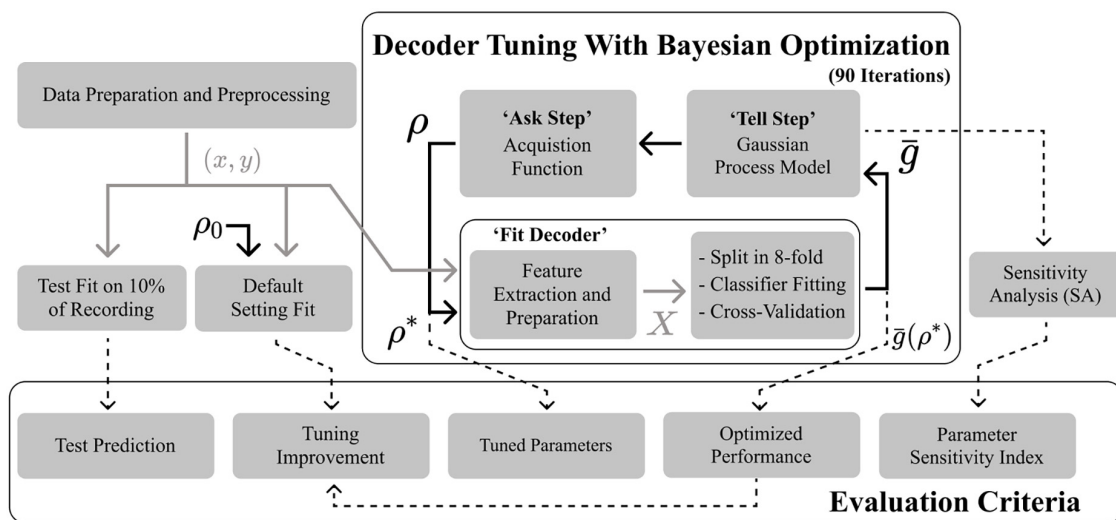 Decoder Tuning With Bayesian Optimization
(90 Iterations)
Data Preparation and Preprocessing
(x, y)
ρ
‘Ask Step’
Acquistion
Function
‘Tell Step’
Gaussian
Process Model
ḡ
ρ₀
Test Fit on 10%
of Recording
Default
Setting Fit
‘Fit Decoder’
Feature
Extraction and
Preparation
X
- Split in 8-fold
- Classifier Fitting
- Cross-Validation
Sensitivity
Analysis (SA)
ρ*
ḡ(ρ*)
Test Prediction
Tuning
Improvement
Tuned Parameters
Optimized
Performance
Parameter
Sensitivity Index
Evaluation Criteria